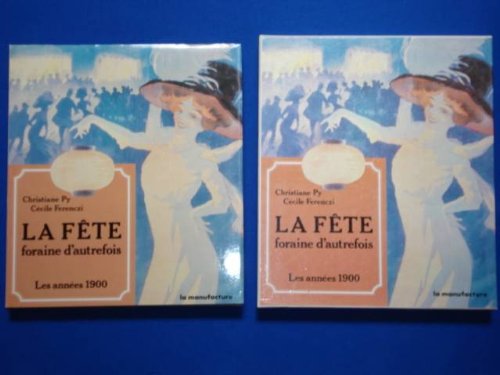 Christiane Py
Cécile Ferenczi
LA FÊTE
foraine d'autrefois
Les années 1900
la manufacture
Christiane Py
Cécile Ferenczi
LA FÊTE
foraine d'autrefois
Les années 1900
la manufacture